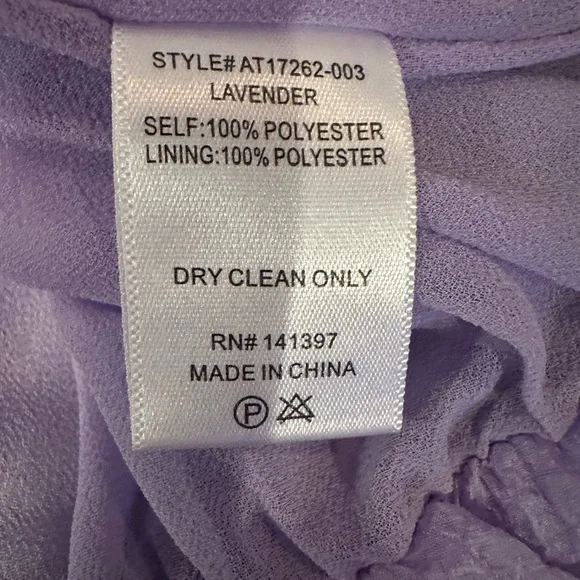 STYLE# AT17262-003
LAVENDER
SELF:100% POLYESTER
LINING:100% POLYESTER
DRY CLEAN ONLY
RN# 141397
MADE IN CHINA
P